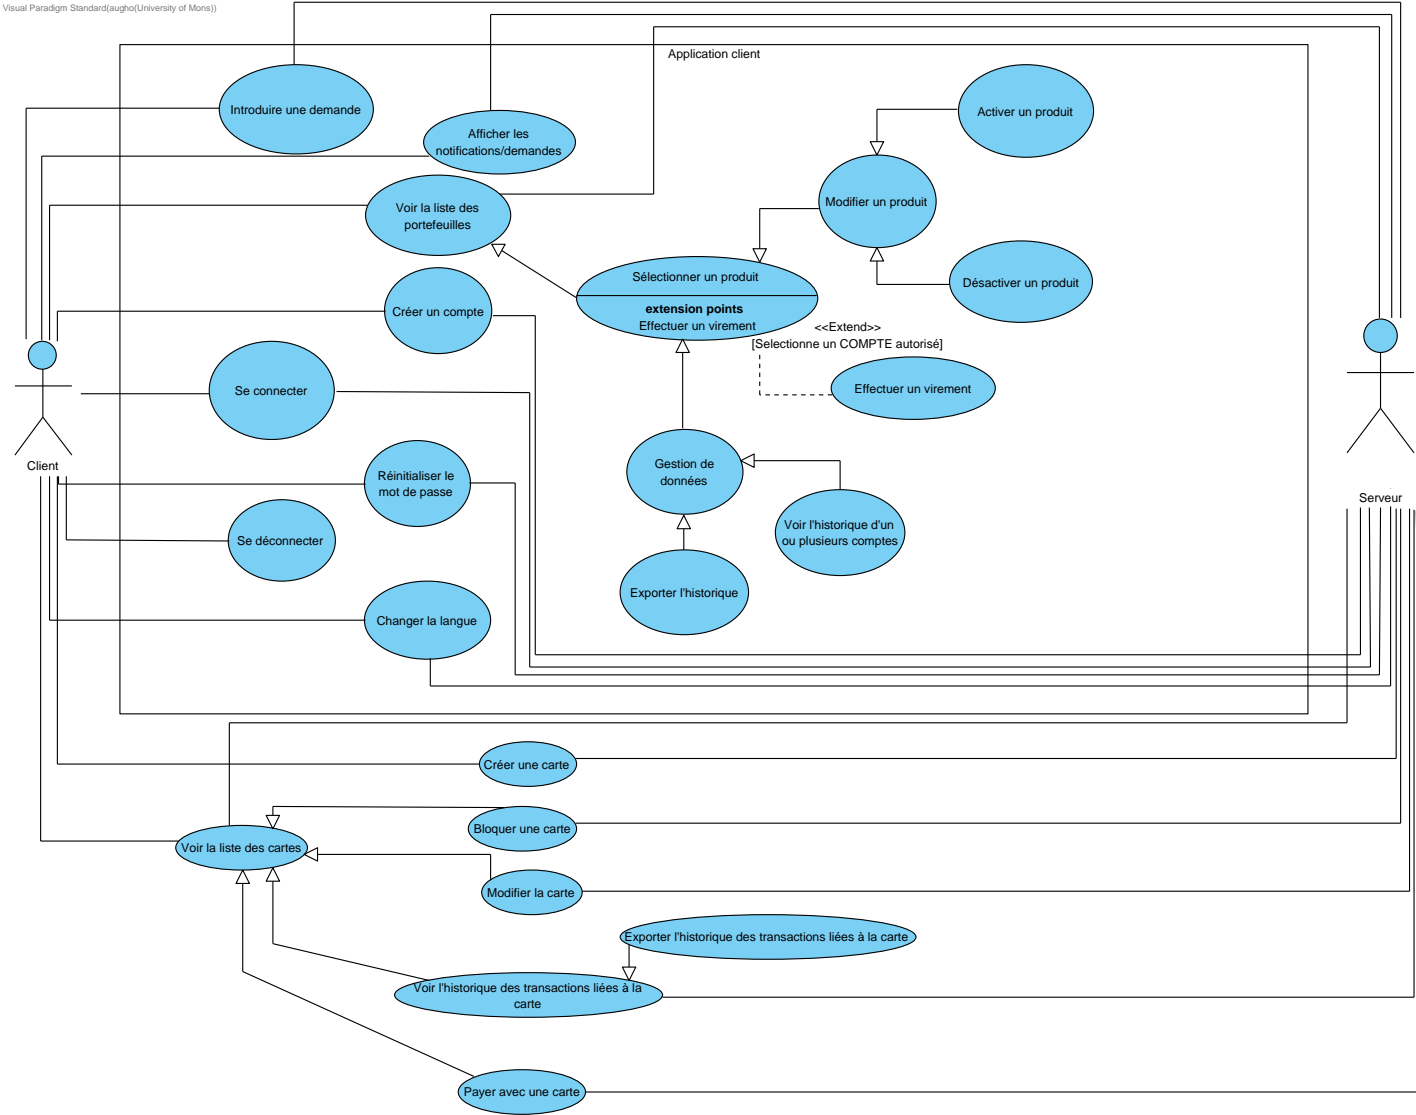 Visual Paradigm Standard(augho(University of Mons))
Application client
Introduire une demande
Afficher les
notifications/demandes
Activer un produit
Voir la liste des
portefeuilles
Modifier un produit
Sélectionner un produit
extension points
Effectuer un virement
Désactiver un produit
Créer un compte
<<Extend>>
[Selectionne un COMPTE autorisé]
Effectuer un virement
Se connecter
Client
Réinitialiser le
mot de passe
Gestion de
données
Serveur
Se déconnecter
Voir l'historique d'un
ou plusieurs comptes
Exporter l'historique
Changer la langue
Créer une carte
Bloquer une carte
Voir la liste des cartes
Modifier la carte
Exporter l'historique des transactions liées à la carte
Voir l'historique des transactions liées à la
carte
Payer avec une carte